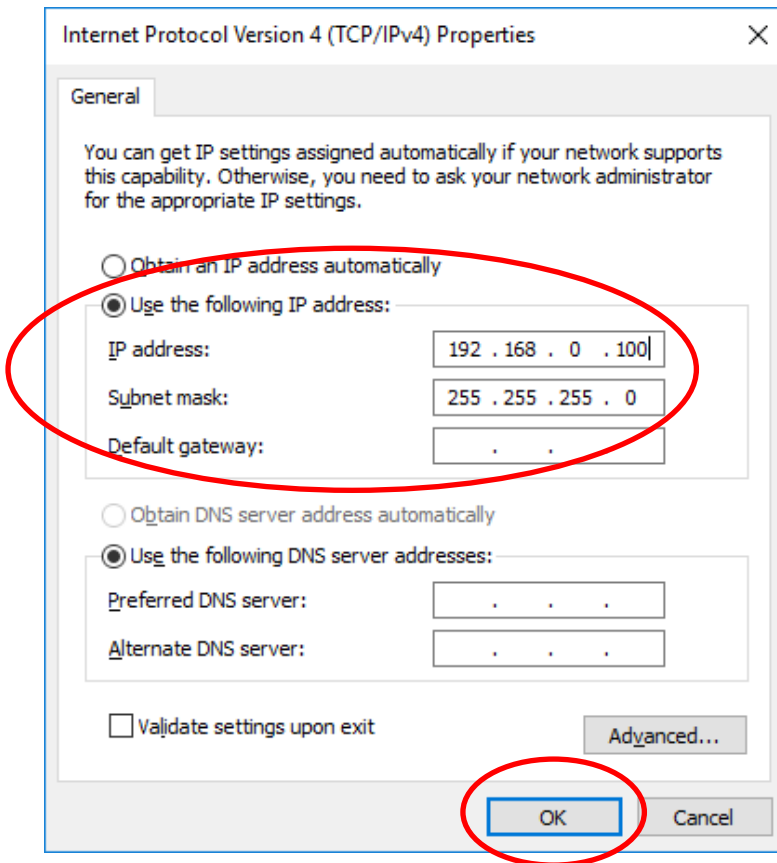 Internet Protocol Version 4 (TCP/IPv4) Properties
General
You can get IP settings assigned automatically if your network supports
this capability. Otherwise, you need to ask your network administrator
for the appropriate IP settings.
Obtain an IP address automatically
Use the following IP address:
IP address: 192 . 168 . 0 . 100
Subnet mask: 255 . 255 . 255 . 0
Default gateway: . .
Obtain DNS server address automatically
Use the following DNS server addresses:
Preferred DNS server: . . .
Alternate DNS server: . . .
Validate settings upon exit
Advanced...
OK Cancel